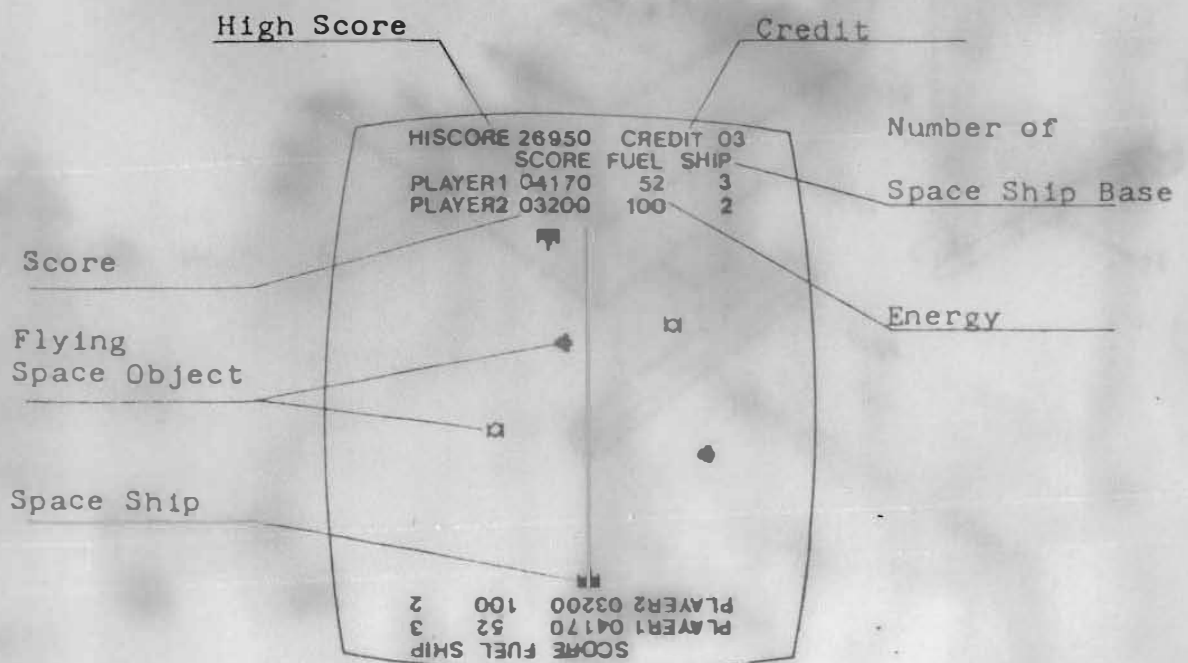 High Score
Credit
HISCORE 26950 CREDIT 03
SCORE FUEL SHIP
PLAYER1 04170 52 3
PLAYER2 03200 100 2
Number of
Space Ship Base
Score
Energy
Flying
Space Object
Space Ship
SCORE FUEL SHIP
PLAYER1 04170 52 3
PLAYER2 03200 100 2